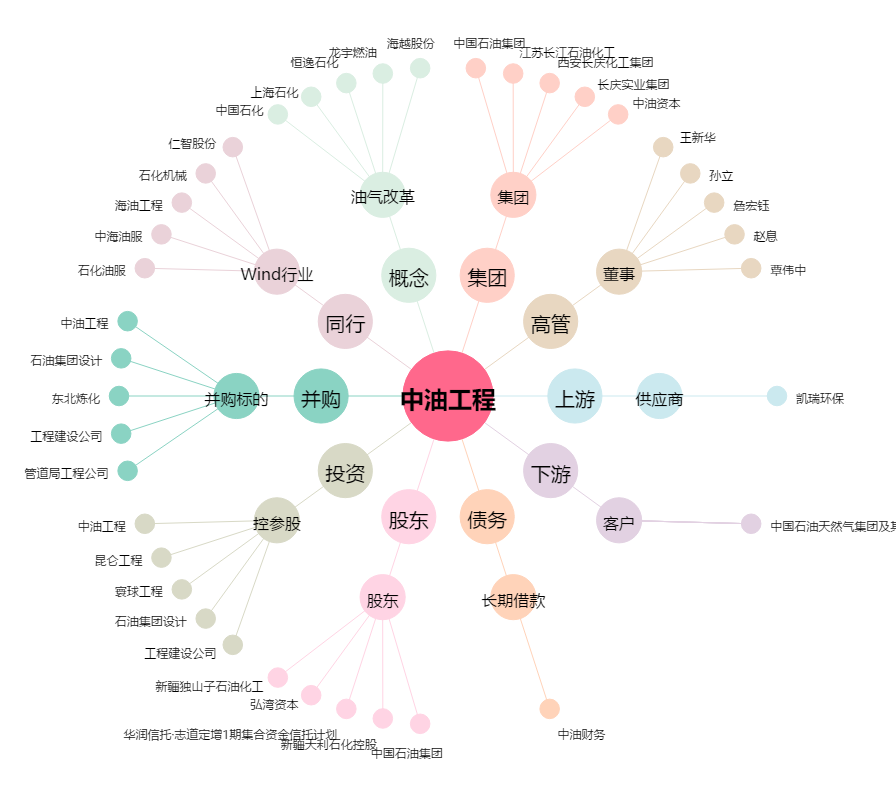 海越股份
中国石油集团
龙宇燃油
江苏长江石油化工
恒逸石化
西安长庆化工集团
上海石化
长庆实业集团
中国石化
中油资本
仁智股份
王新华
石化机械
油气改革
集团
孙立
海油工程
中海油服
赵息
石化油服
Wind行业
概念
集团
董事
覃伟中
中油工程
同行
高管
石油集团设计
东北炼化
并购标的
并购
中油工程
上游
供应商
凯瑞环保
工程建设公司
管道局工程公司
投资
下游
中油工程
控参股
股东
债务
客户
中国石油天然气集团及其
昆仑工程
寰球工程
石油集团设计
股东
长期借款
工程建设公司
新疆独山子石油化工
弘湾资本
华润信托·志道定增1期集合资金信托计划
新疆天利石化控股
中国石油集团
中油财务